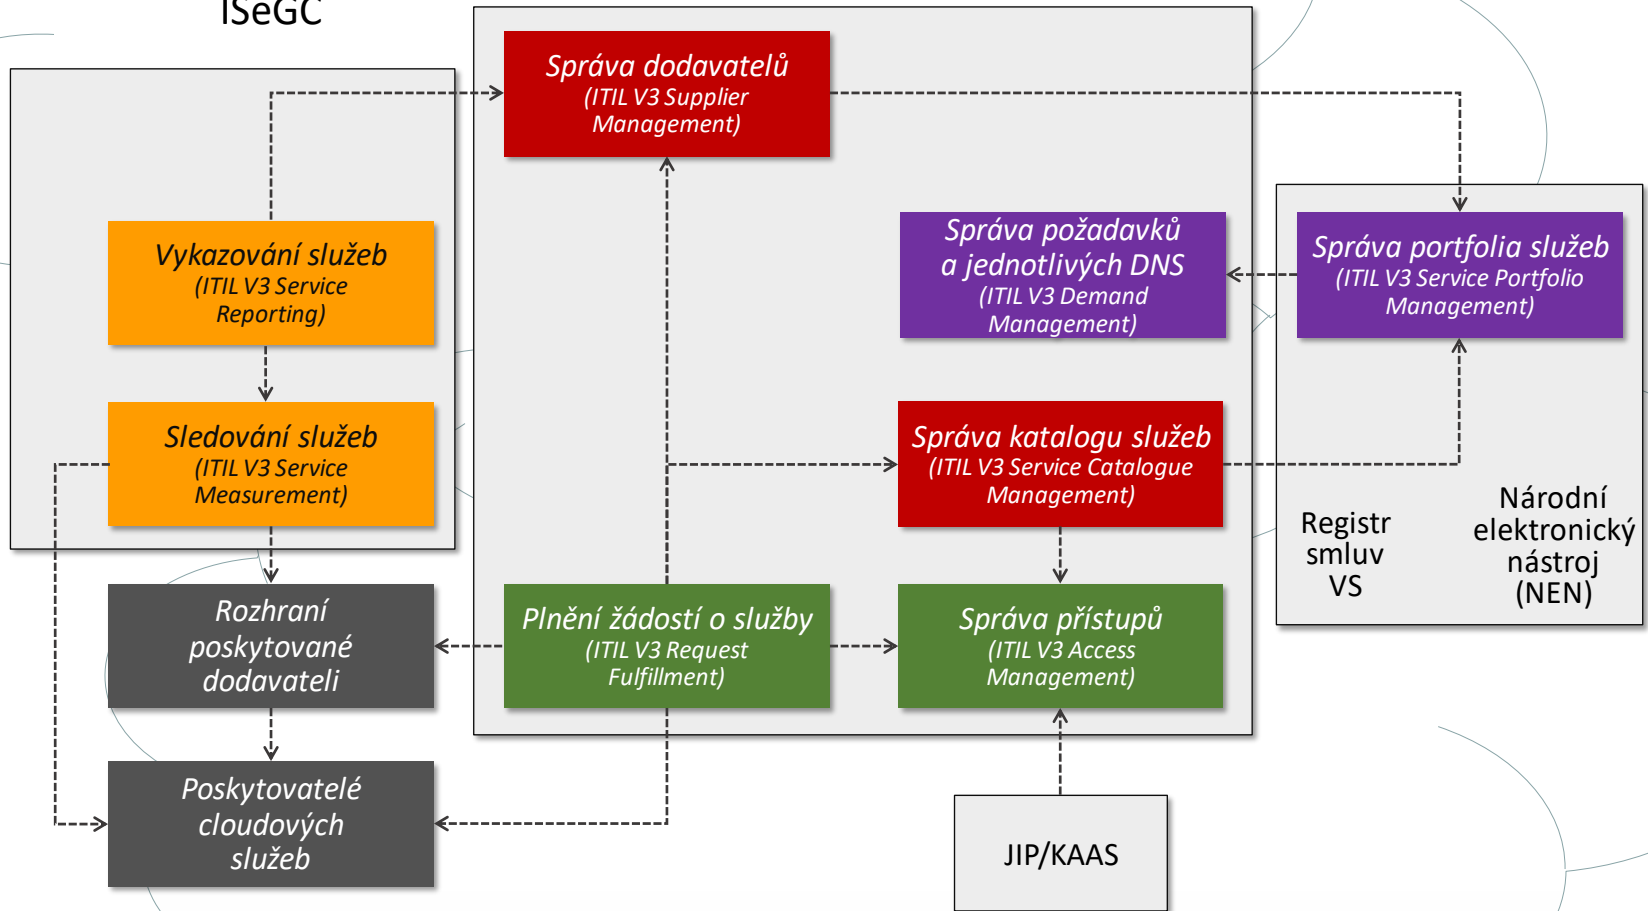 ISeGC
Správa dodavatelů
(ITIL V3 Supplier
Management)
Vykazování služeb
(ITIL V3 Service
Reporting)
Správa požadavků
a jednotlivých DNS
(ITIL V3 Demand
Management)
Správa portfolia služeb
(ITIL V3 Service Portfolio
Management)
Sledování služeb
(ITIL V3 Service
Measurement)
Správa katalogu služeb
(ITIL V3 Service Catalogue
Management)
Registr
smluv
VS
Národní
elektronický
nástroj
(NEN)
Rozhraní
poskytované
dodavateli
Plnění žádostí o služby
(ITIL V3 Request
Fulfillment)
Správa přístupů
(ITIL V3 Access
Management)
Poskytovatelé
cloudových
služeb
JIP/KAAS